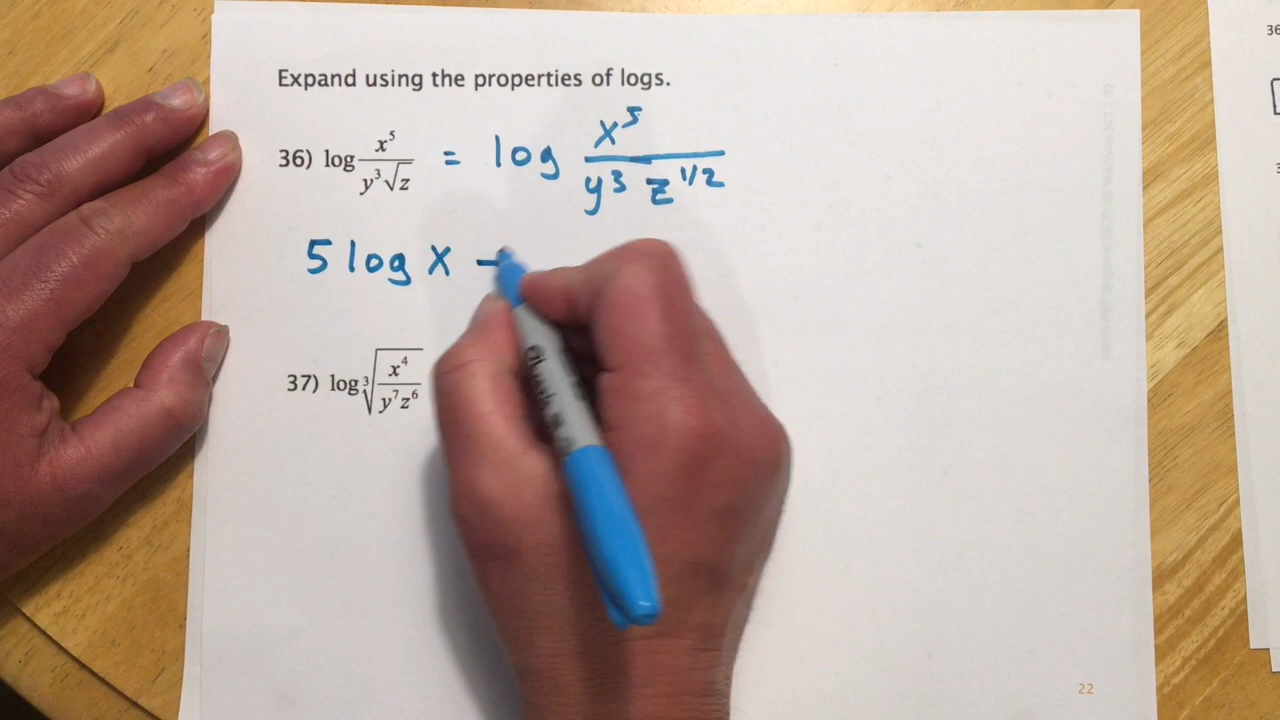 Expand using the properties of logs.
36) log x⁵/(y³√z) = log x⁵/(y³ z^(1/2))
5 log x −
37) log ∛(x⁴/(y⁷z⁶))
22
36